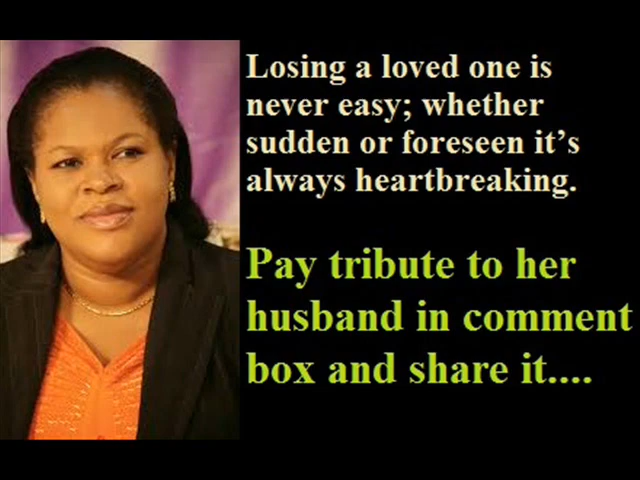 Losing a loved one is
never easy; whether
sudden or foreseen it’s
always heartbreaking.
Pay tribute to her
husband in comment
box and share it....